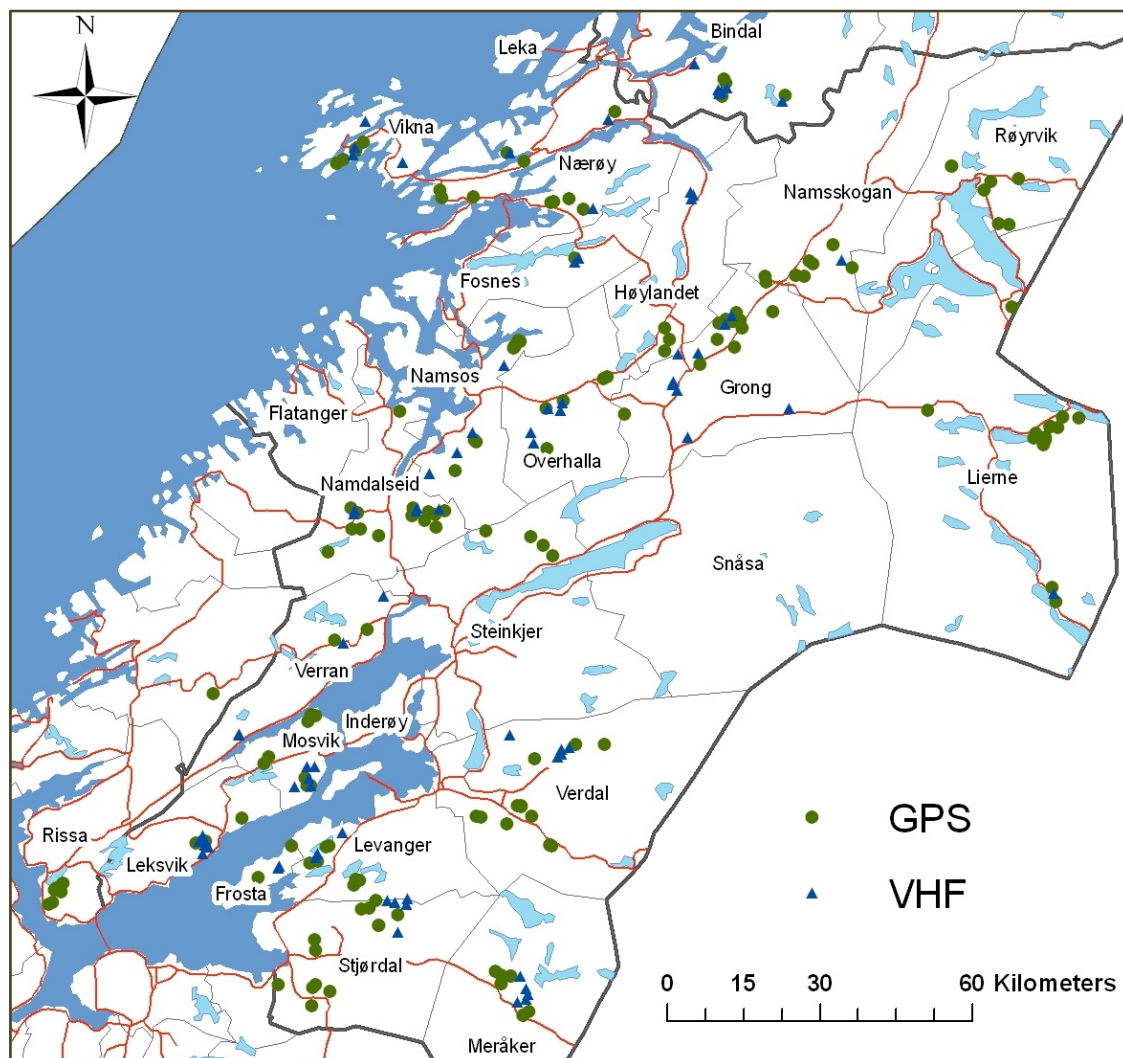 N
Bindal
Leka
Vikna
Røyrvik
Nærøy
Namsskogan
Fosnes
Høylandet
Namsos
Grong
Flatanger
Overhalla
Lierne
Namdalseid
Snåsa
Steinkjer
Verran
Inderøy
Mosvik
Verdal
GPS
Rissa
Levanger
Leksvik
Frosta
VHF
Stjørdal
0 15 30 60 Kilometers
Meråker